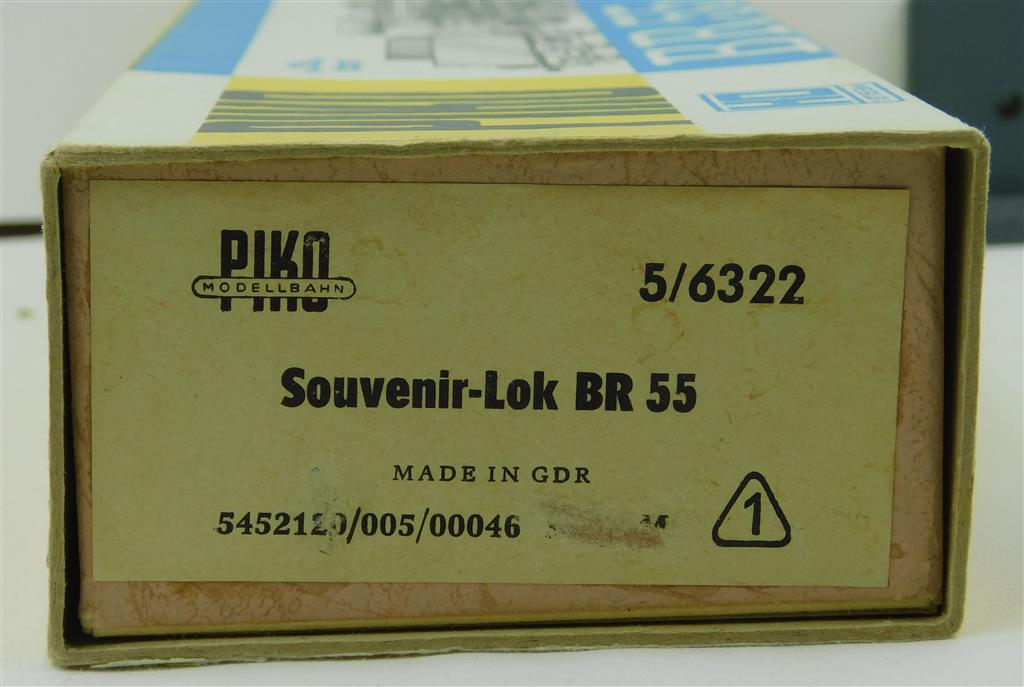 PIKO
MODELLBAHN
5/6322
Souvenir-Lok BR 55
MADE IN GDR
5452120/005/00046
M
1